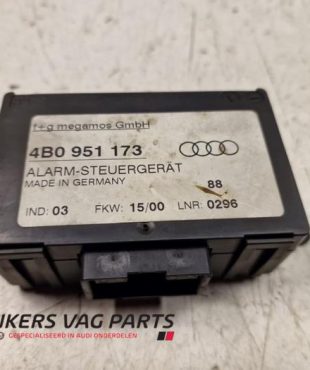 f+g megamos GmbH
4B0 951 173
ALARM-STEUERGERÄT
MADE IN GERMANY 88
IND: 03 FKW: 15/00 LNR: 0296
NKERS VAG PARTS
GESPECIALISEERD IN AUDI ONDERDELEN